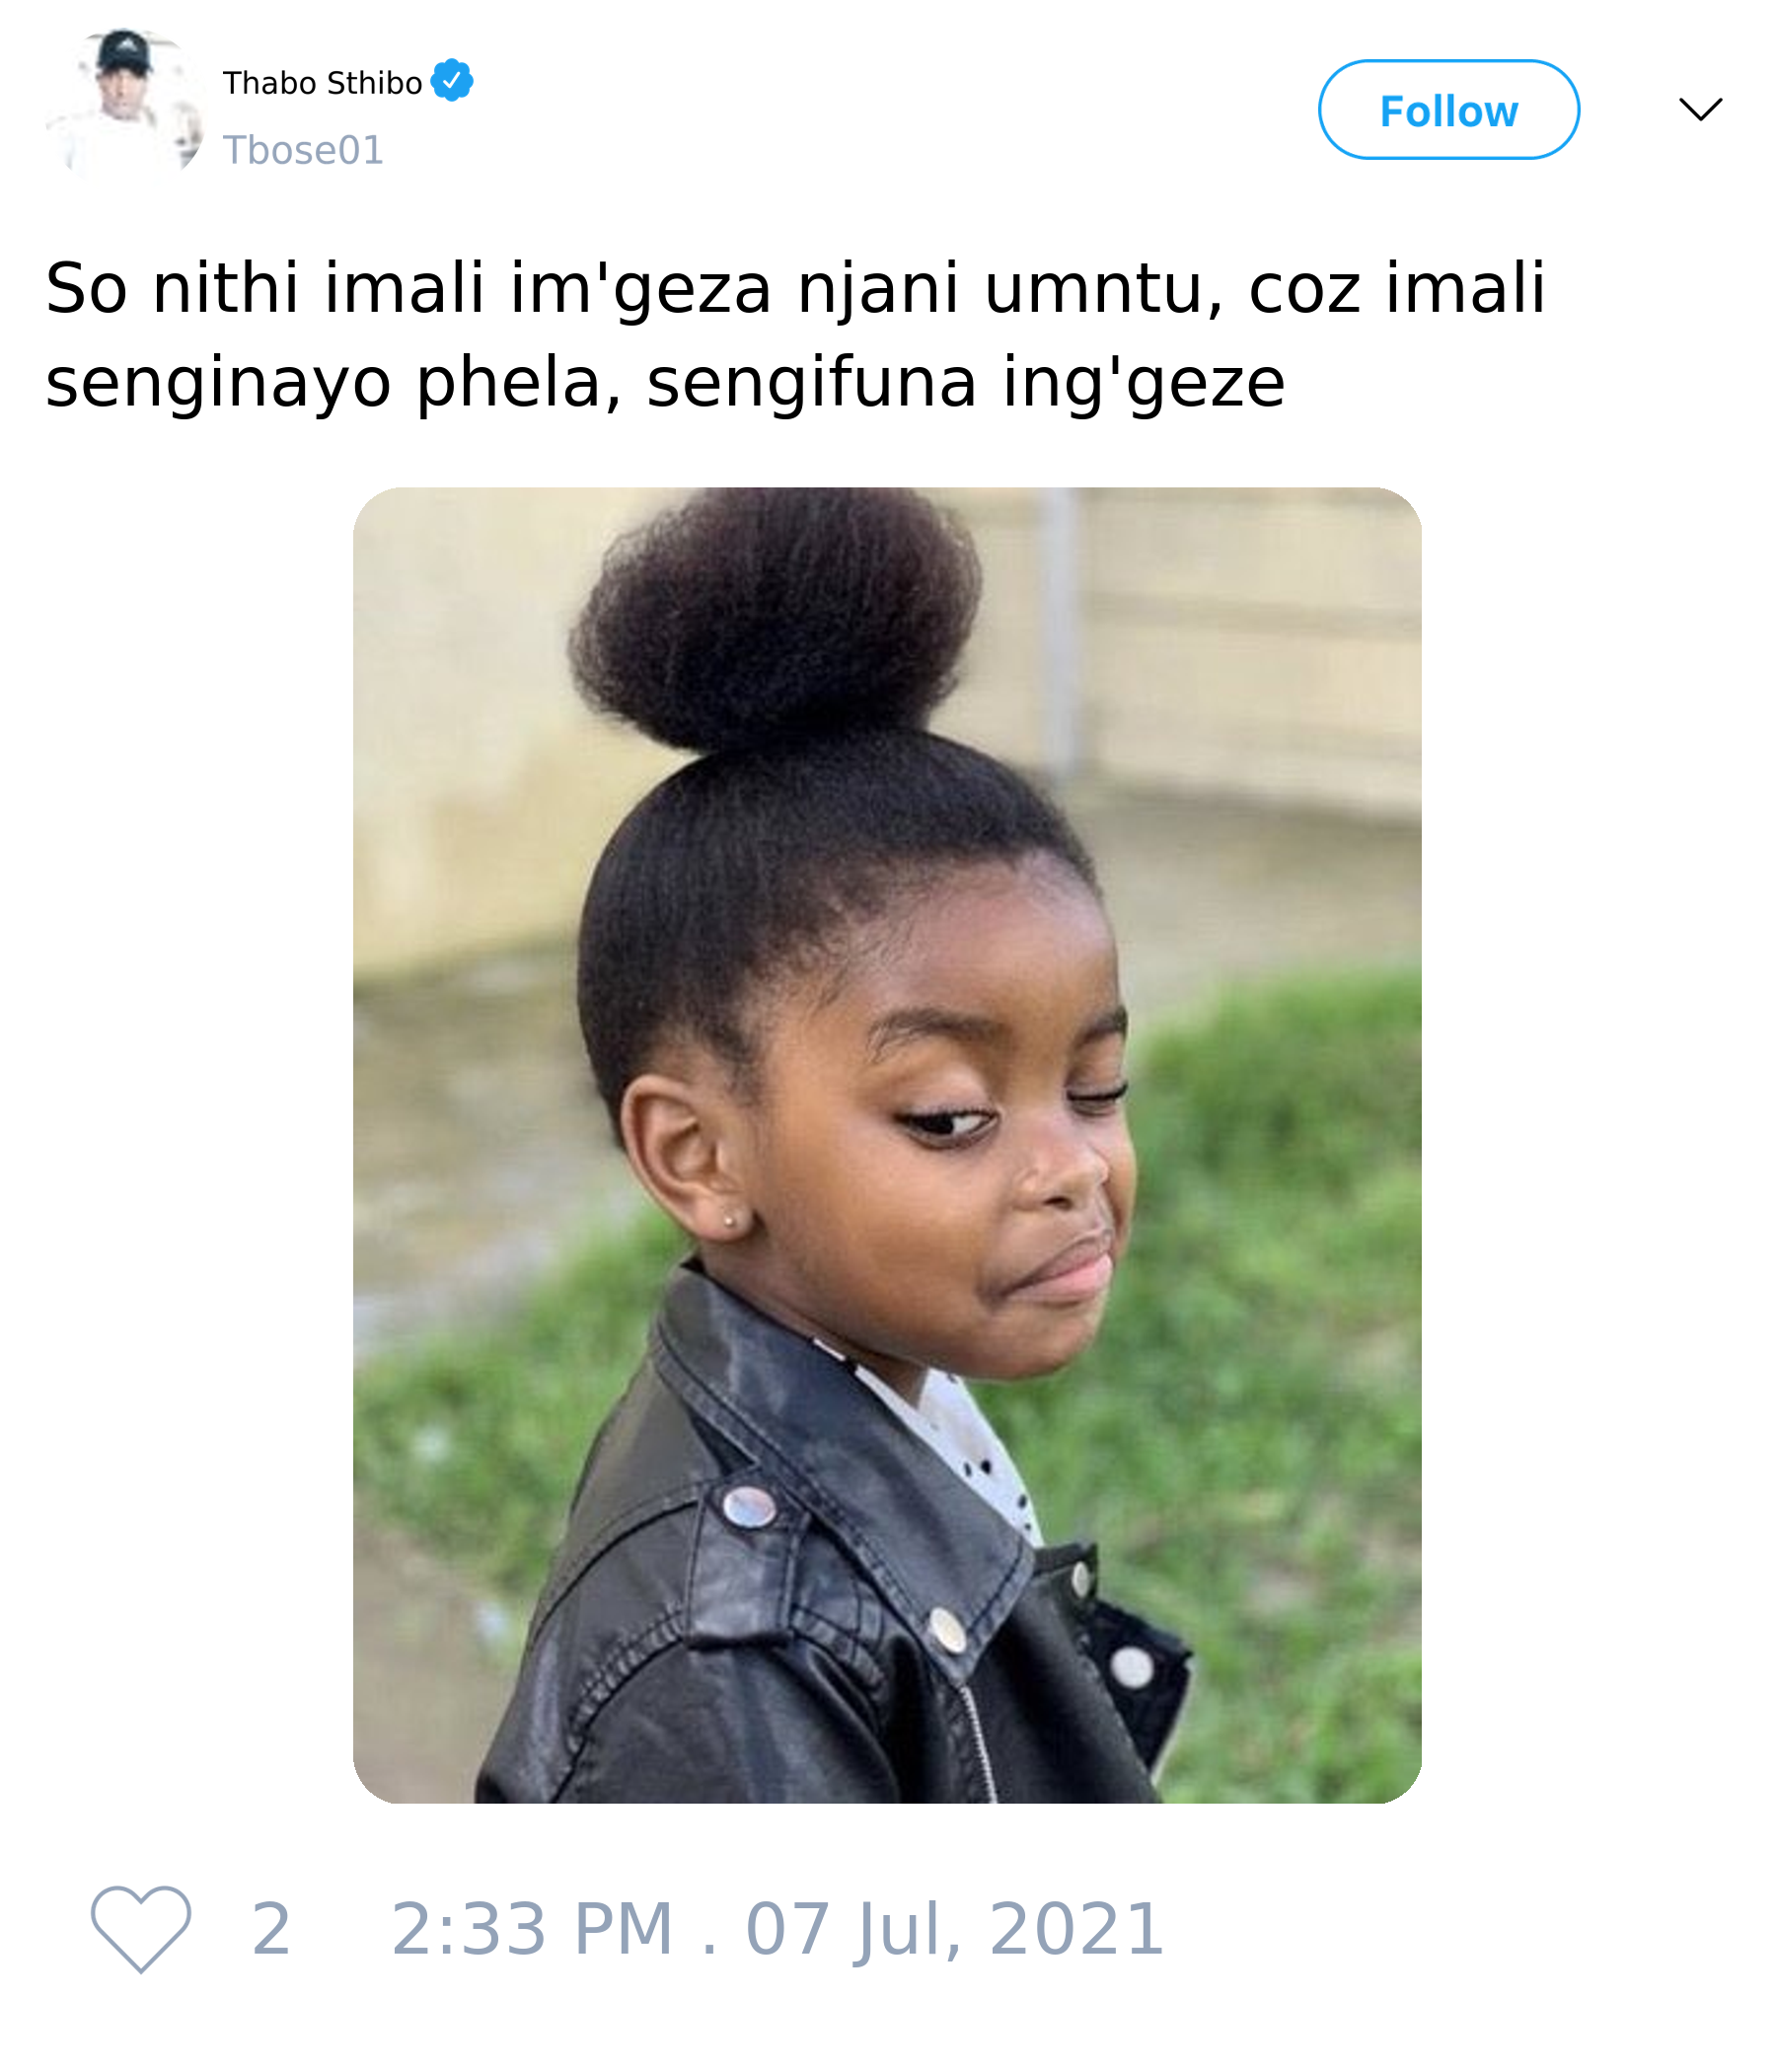 Thabo Sthibo
Tbose01
Follow
So nithi imali im'geza njani umntu, coz imali
senginayo phela, sengifuna ing'geze
2 2:33 PM . 07 Jul, 2021